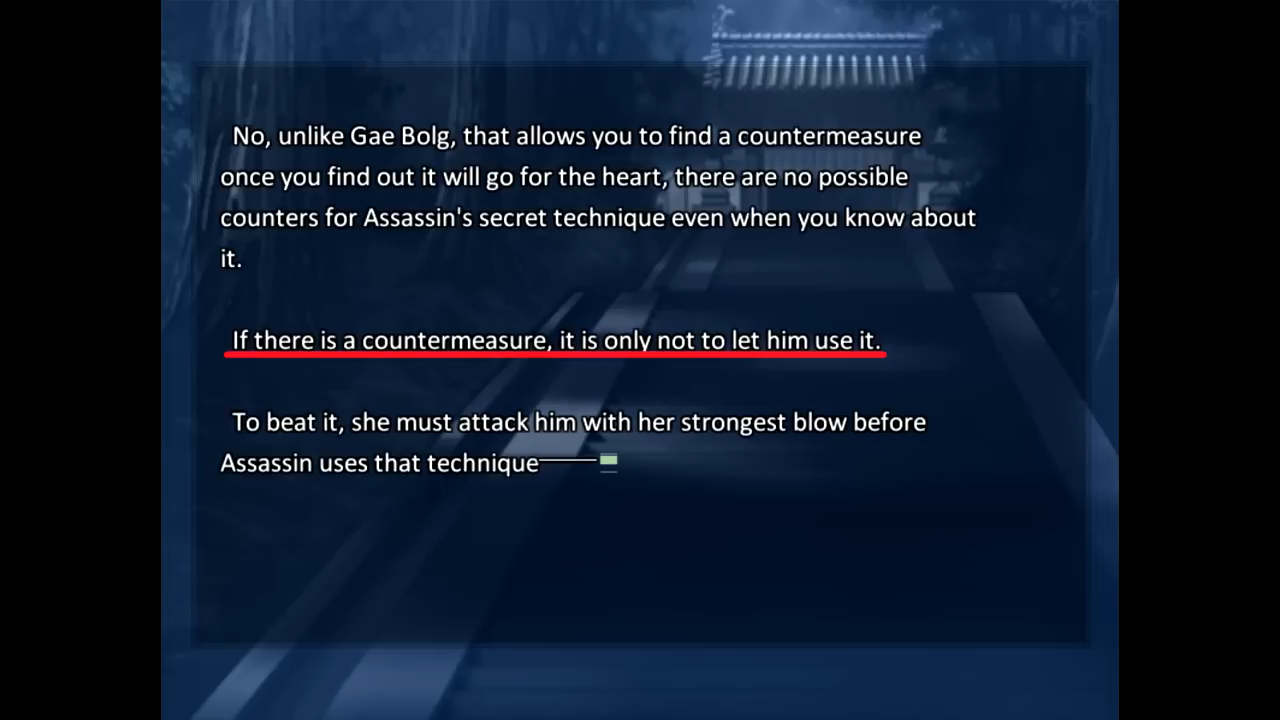 No, unlike Gae Bolg, that allows you to find a countermeasure
once you find out it will go for the heart, there are no possible
counters for Assassin's secret technique even when you know about
it.
If there is a countermeasure, it is only not to let him use it.
To beat it, she must attack him with her strongest blow before
Assassin uses that technique——